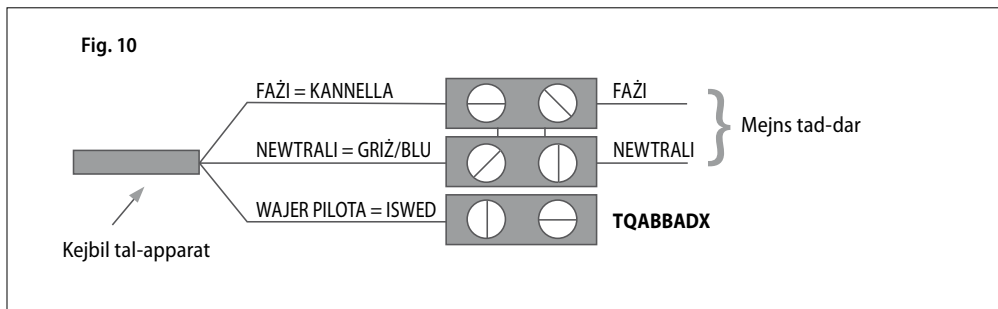 Fig. 10
FAŻI = KANNELLA
FAŻI
Mejns tad-dar
NEWTRALI = GRIŻ/BLU
NEWTRALI
WAJER PILOTA = ISWED
TQABBADX
Kejbil tal-apparat